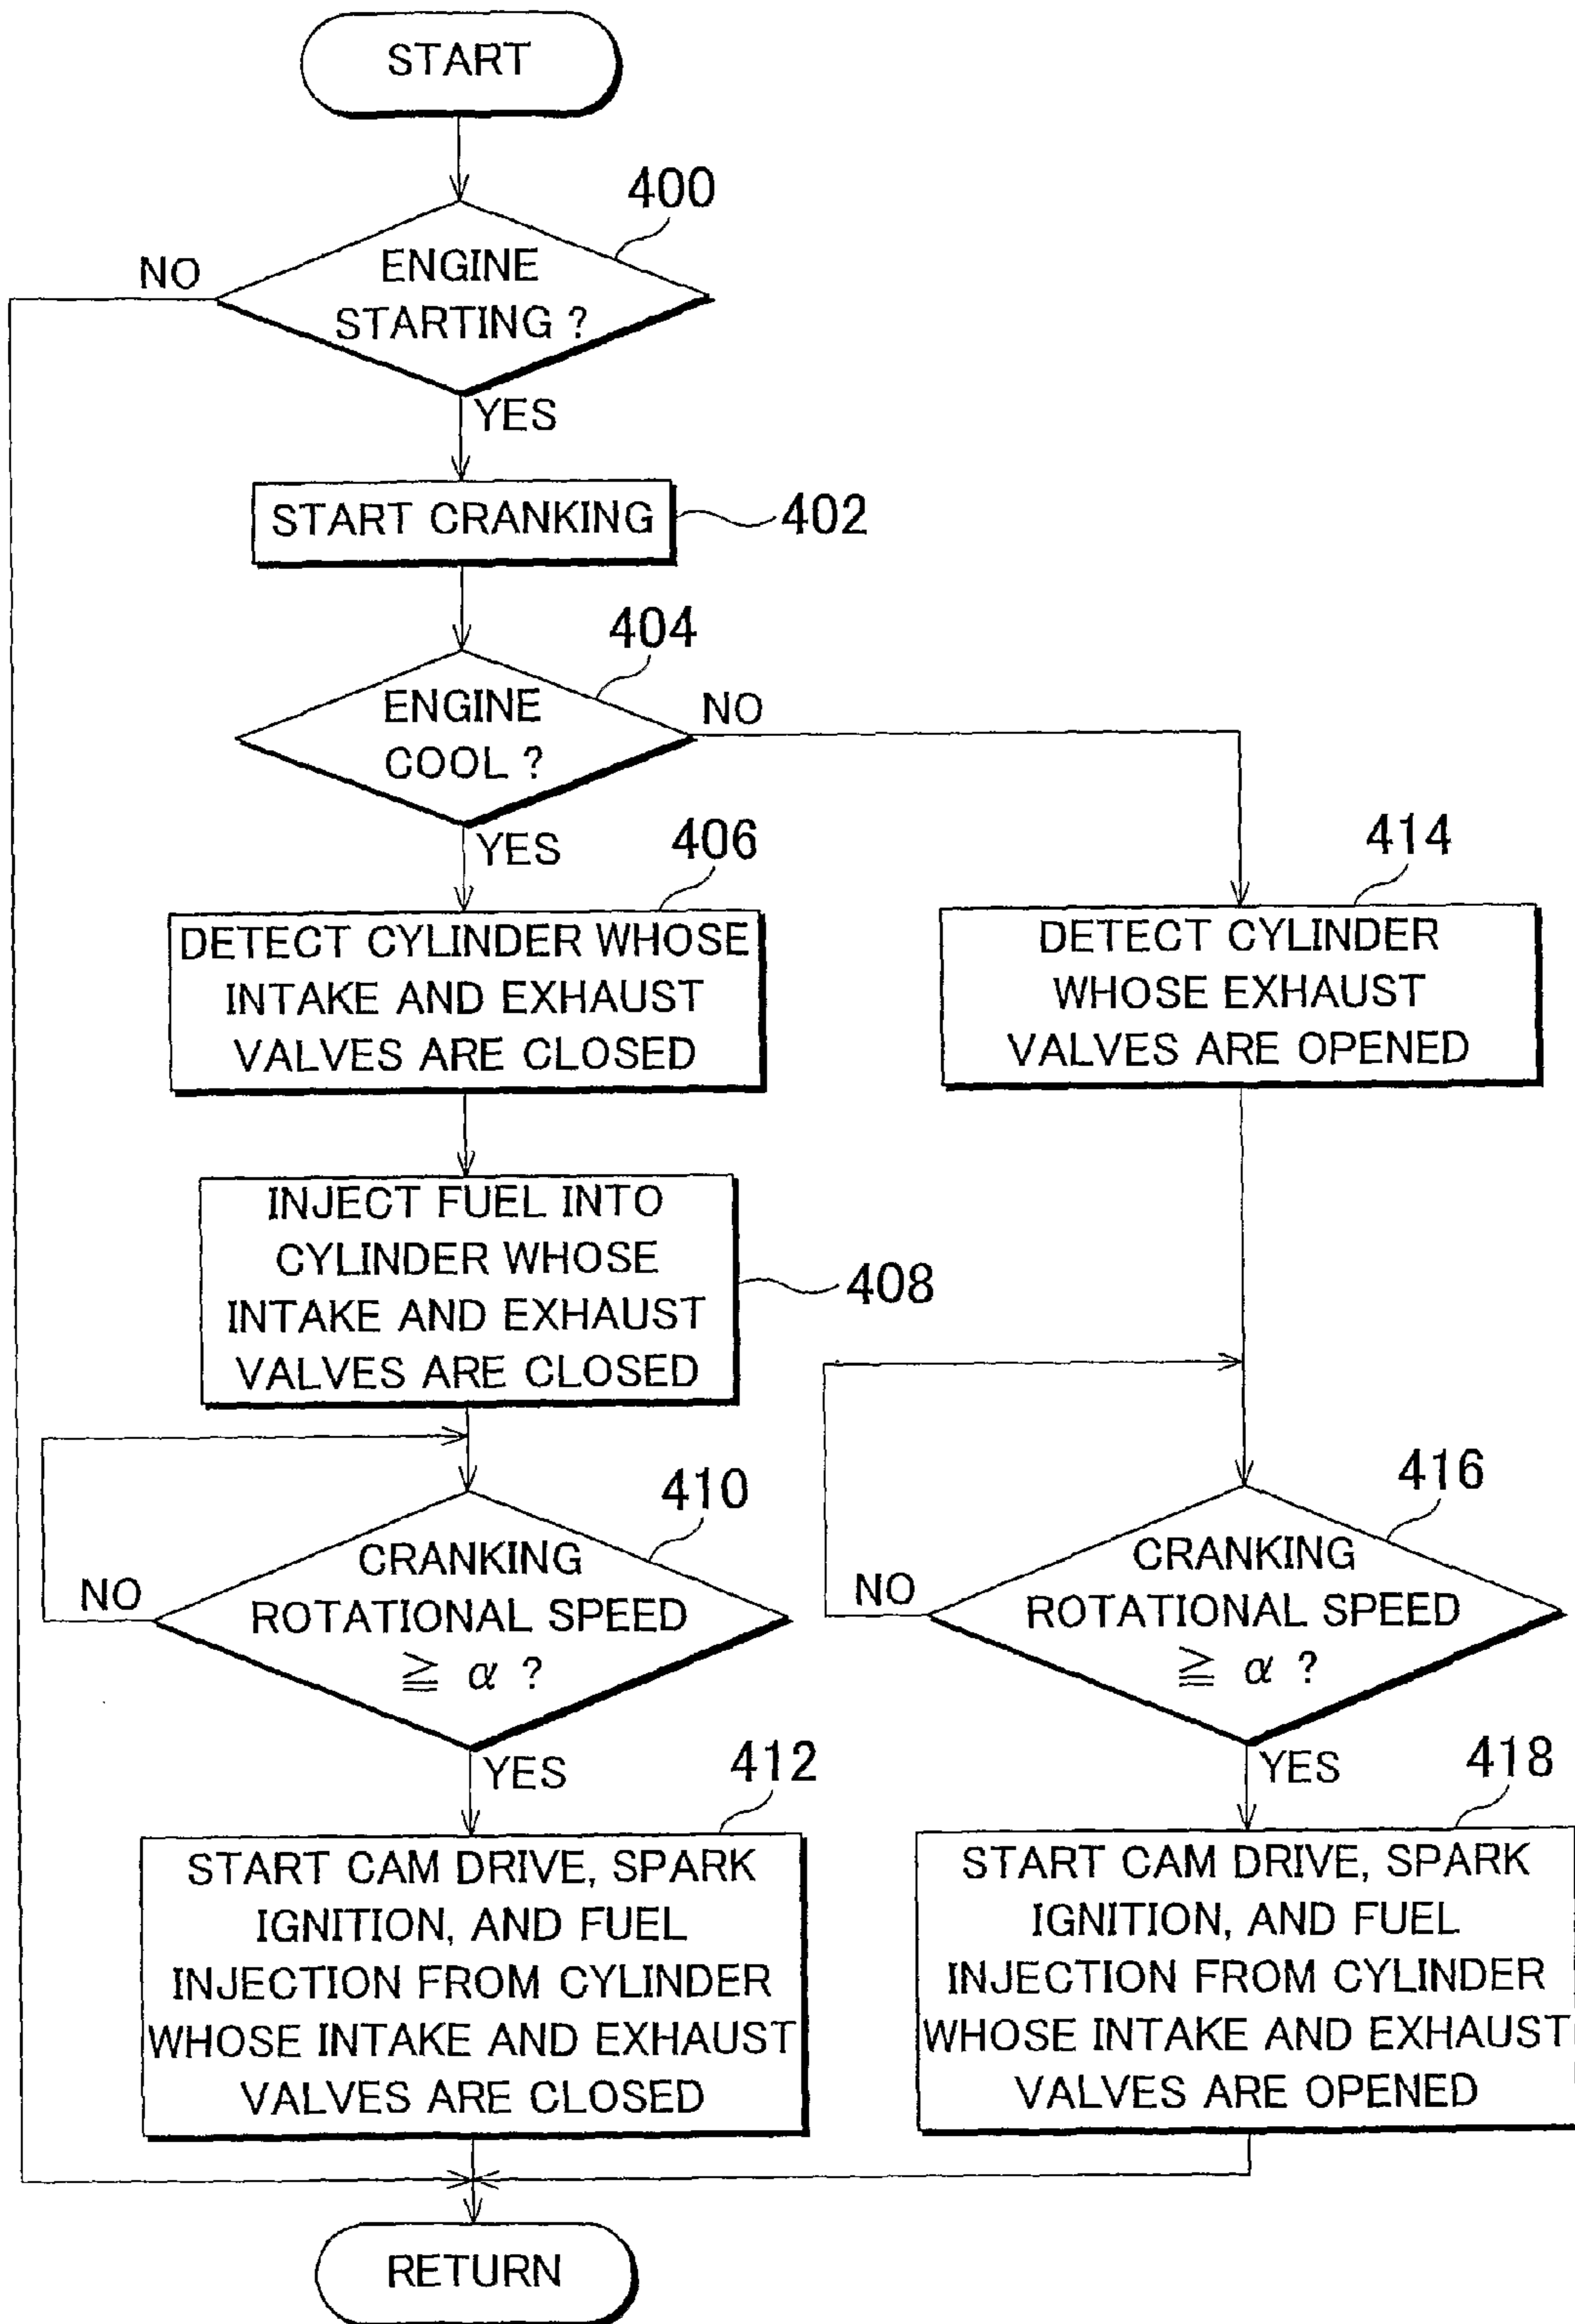 START
400
NO
ENGINE
STARTING ?
YES
START CRANKING
402
404
ENGINE
COOL ?
NO
YES
406
DETECT CYLINDER WHOSE
INTAKE AND EXHAUST
VALVES ARE CLOSED
414
DETECT CYLINDER
WHOSE EXHAUST
VALVES ARE OPENED
INJECT FUEL INTO
CYLINDER WHOSE
INTAKE AND EXHAUST
VALVES ARE CLOSED
408
410
CRANKING
ROTATIONAL SPEED
≧ α ?
NO
YES
416
CRANKING
ROTATIONAL SPEED
≧ α ?
NO
YES
412
START CAM DRIVE, SPARK
IGNITION, AND FUEL
INJECTION FROM CYLINDER
WHOSE INTAKE AND EXHAUST
VALVES ARE CLOSED
418
START CAM DRIVE, SPARK
IGNITION, AND FUEL
INJECTION FROM CYLINDER
WHOSE INTAKE AND EXHAUST
VALVES ARE OPENED
RETURN